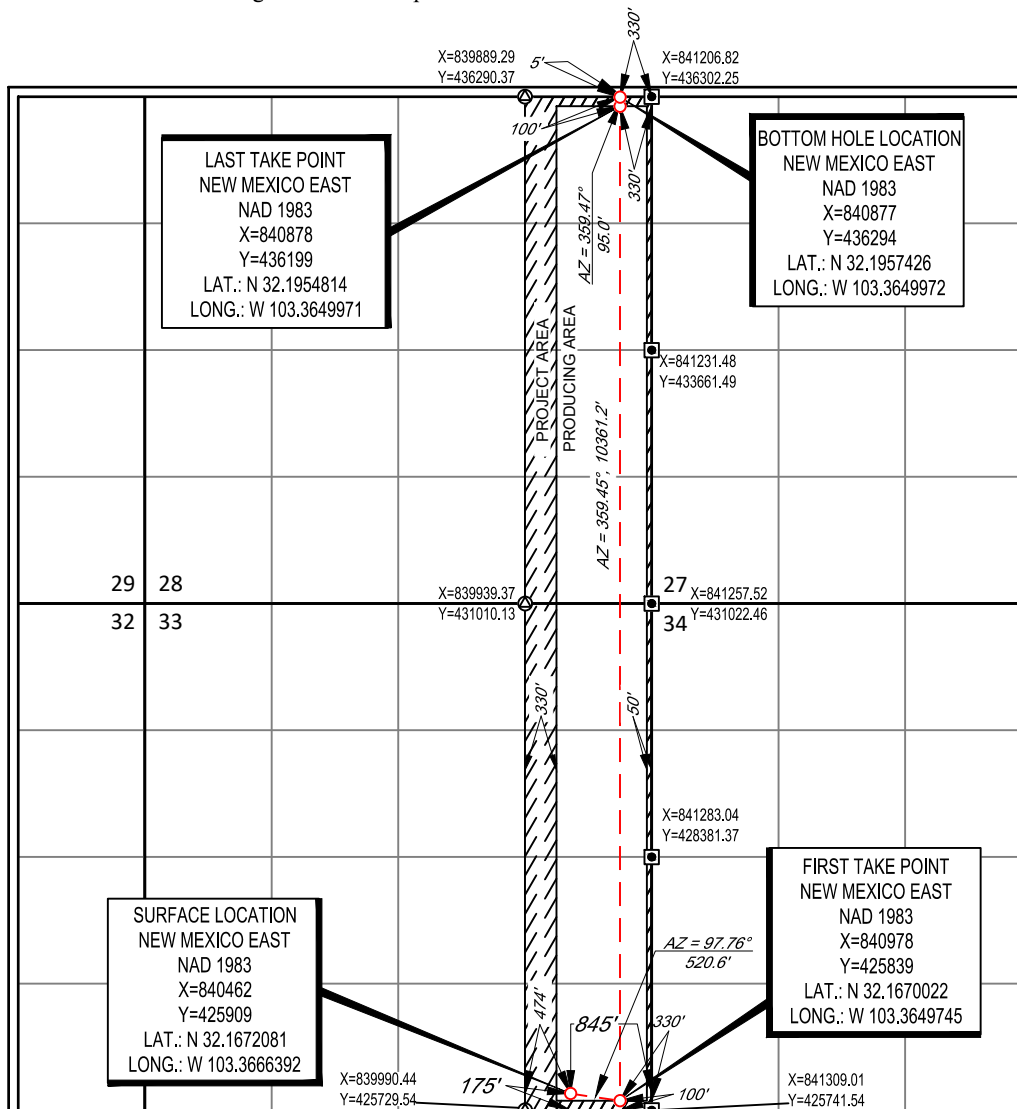 330'
X=839889.29
Y=436290.37
5'
X=841206.82
Y=436302.25
100'
330'
LAST TAKE POINT
NEW MEXICO EAST
NAD 1983
X=840878
Y=436199
LAT.: N 32.1954814
LONG.: W 103.3649971
BOTTOM HOLE LOCATION
NEW MEXICO EAST
NAD 1983
X=840877
Y=436294
LAT.: N 32.1957426
LONG.: W 103.3649972
AZ = 359.47°
95.0'
PROJECT AREA
PRODUCING AREA
X=841231.48
Y=433661.49
AZ = 359.45°, 10361.2'
29
28
32
33
X=839939.37
Y=431010.13
27
34
X=841257.52
Y=431022.46
330'
50'
X=841283.04
Y=428381.37
SURFACE LOCATION
NEW MEXICO EAST
NAD 1983
X=840462
Y=425909
LAT.: N 32.1672081
LONG.: W 103.3666392
FIRST TAKE POINT
NEW MEXICO EAST
NAD 1983
X=840978
Y=425839
LAT.: N 32.1670022
LONG.: W 103.3649745
AZ = 97.76°
520.6'
474'
845'
330'
175'
100'
X=839990.44
Y=425729.54
X=841309.01
Y=425741.54